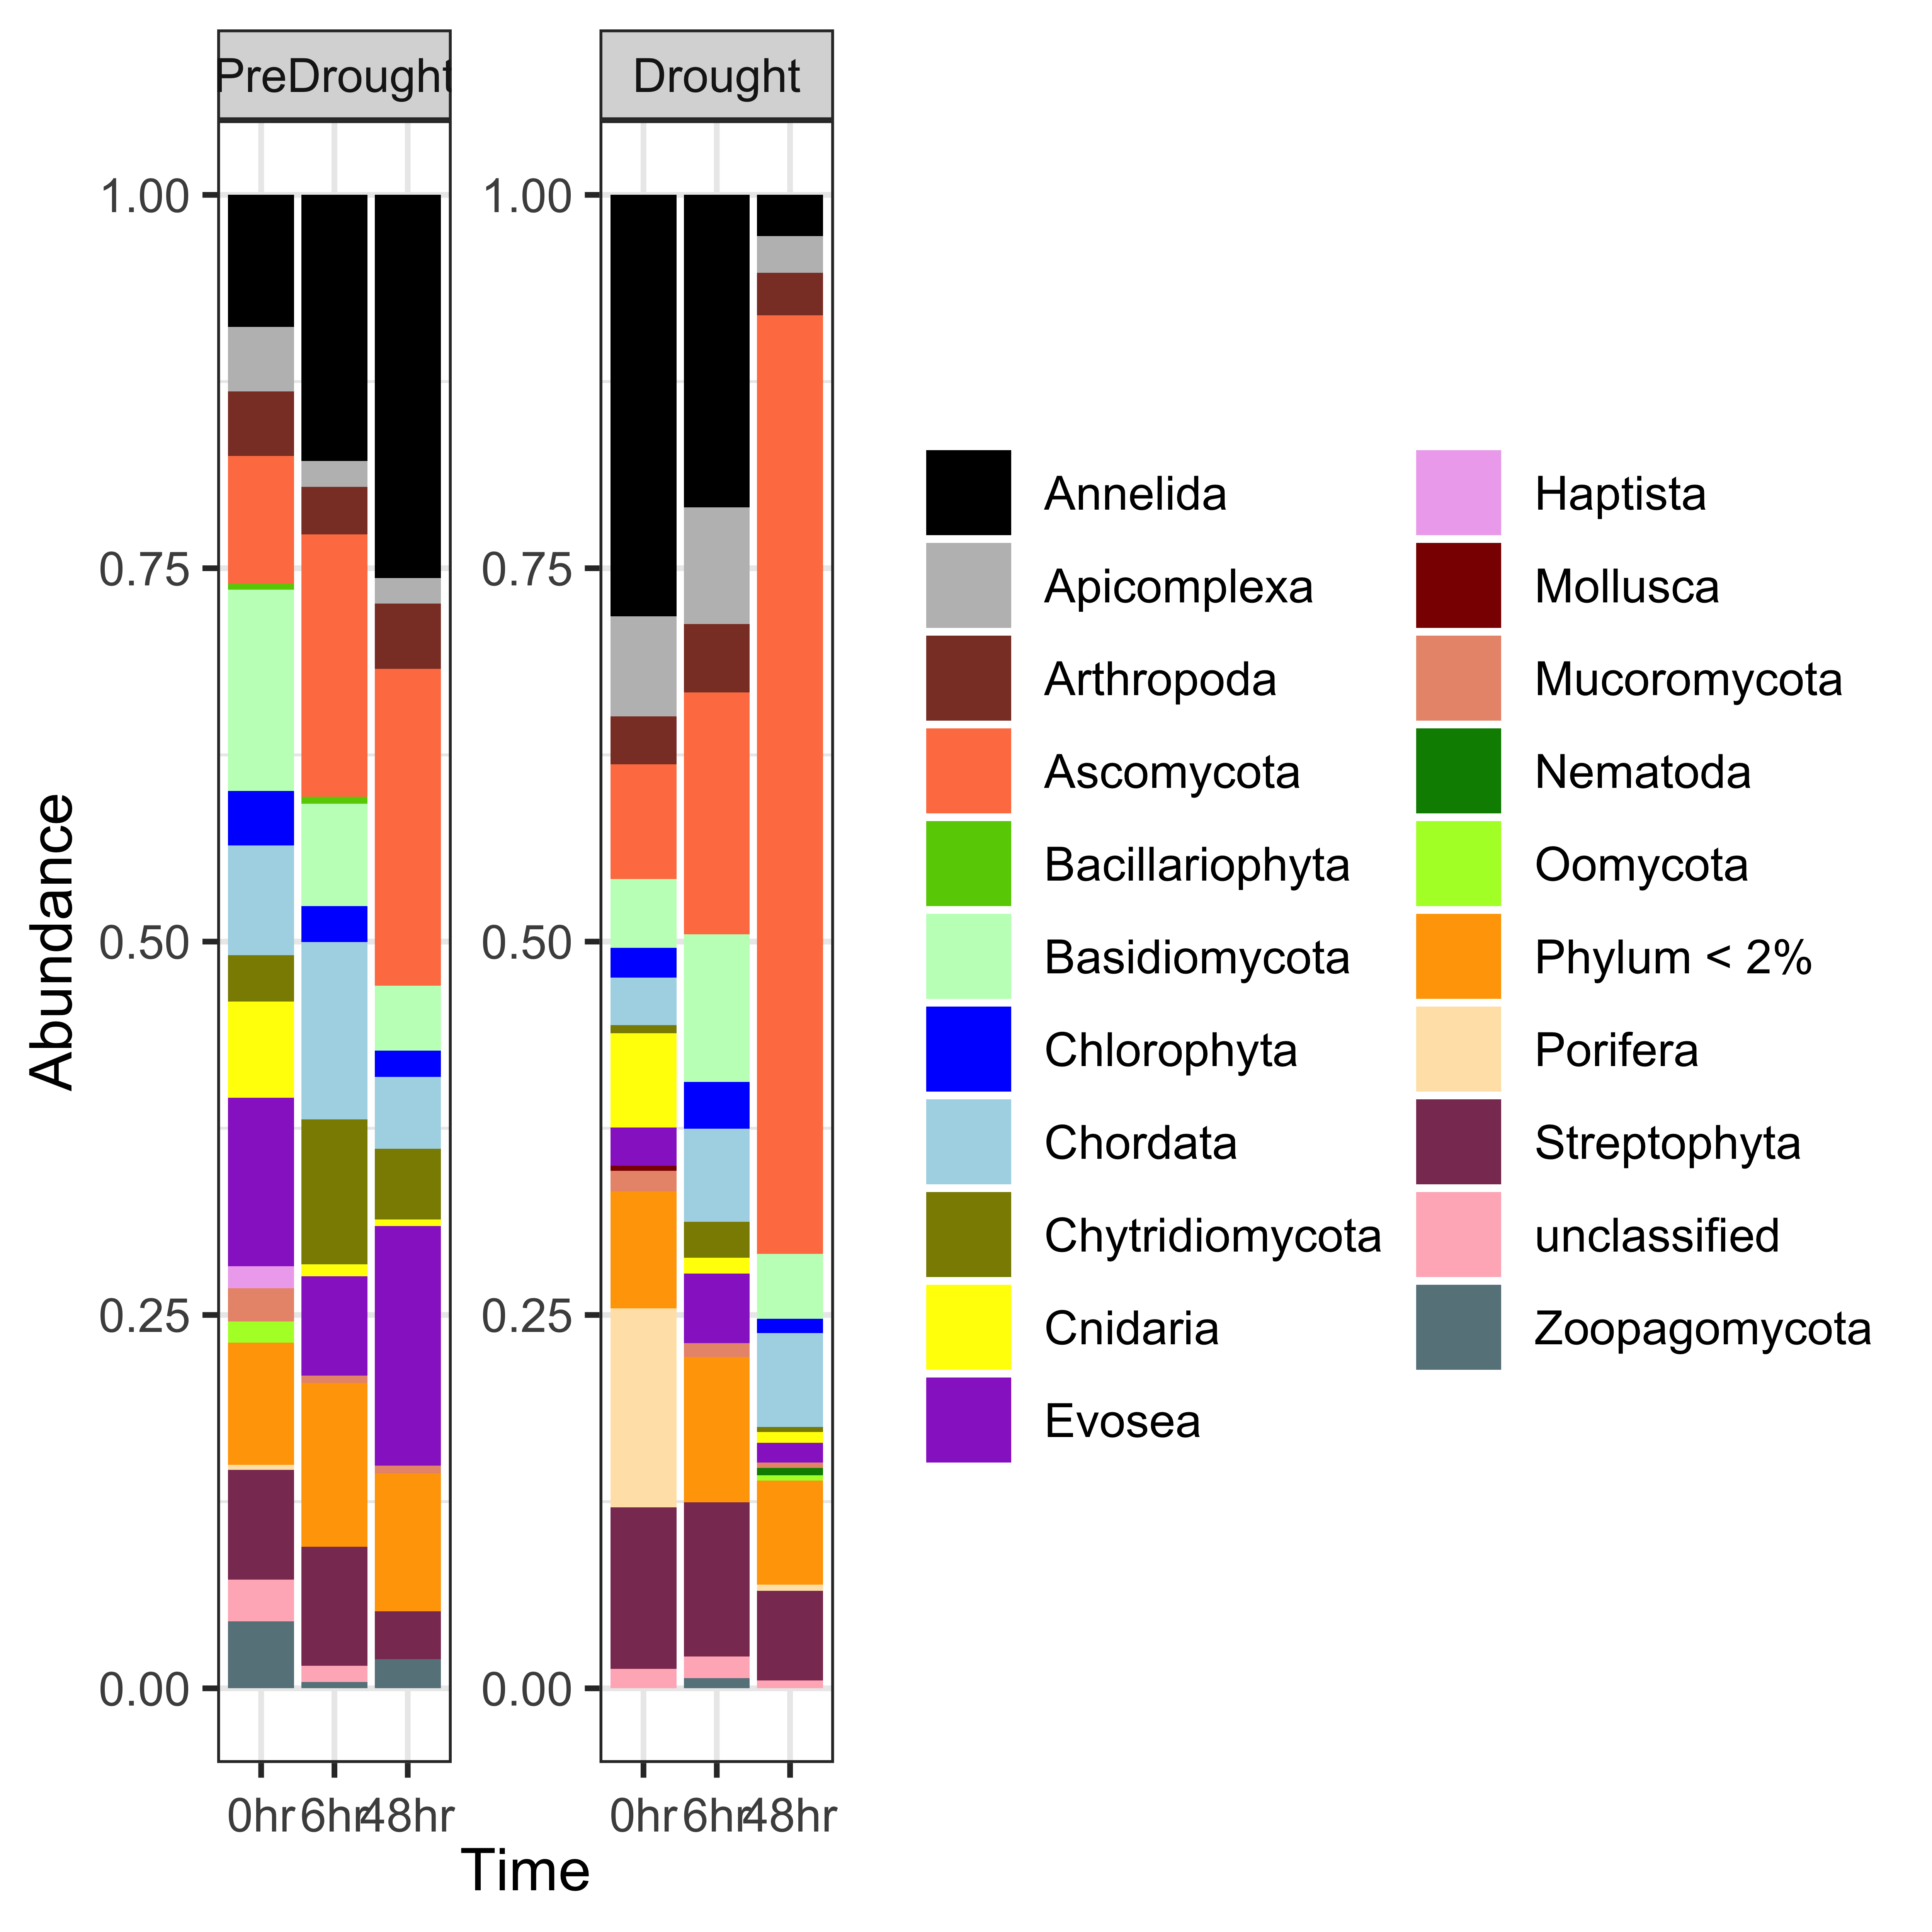 PreDrought
Drought
1.00
0.75
0.50
0.25
0.00
1.00
0.75
0.50
0.25
0.00
Abundance
0hr 6hr 48hr
0hr 6hr 48hr
Time
Annelida
Apicomplexa
Arthropoda
Ascomycota
Bacillariophyta
Basidiomycota
Chlorophyta
Chordata
Chytridiomycota
Cnidaria
Evosea
Haptista
Mollusca
Mucoromycota
Nematoda
Oomycota
Phylum < 2%
Porifera
Streptophyta
unclassified
Zoopagomycota